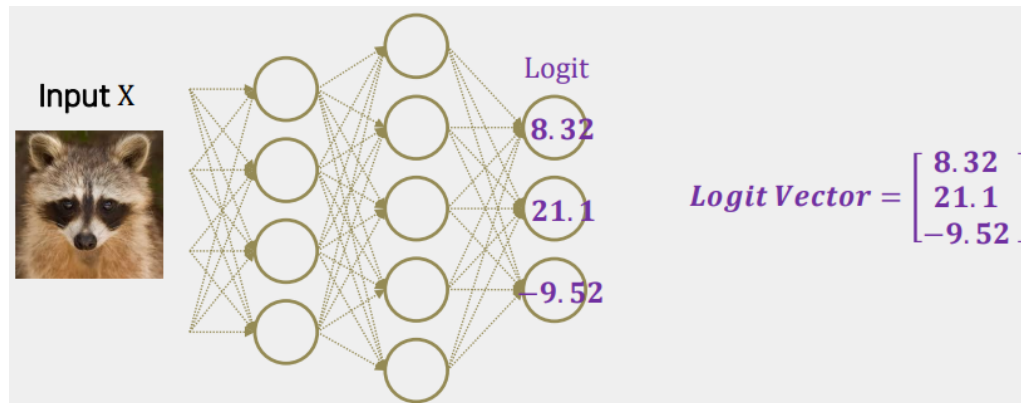 Input X
Logit
8.32
21.1
−9.52
Logit Vector = [ 8.32
21.1
−9.52 ]